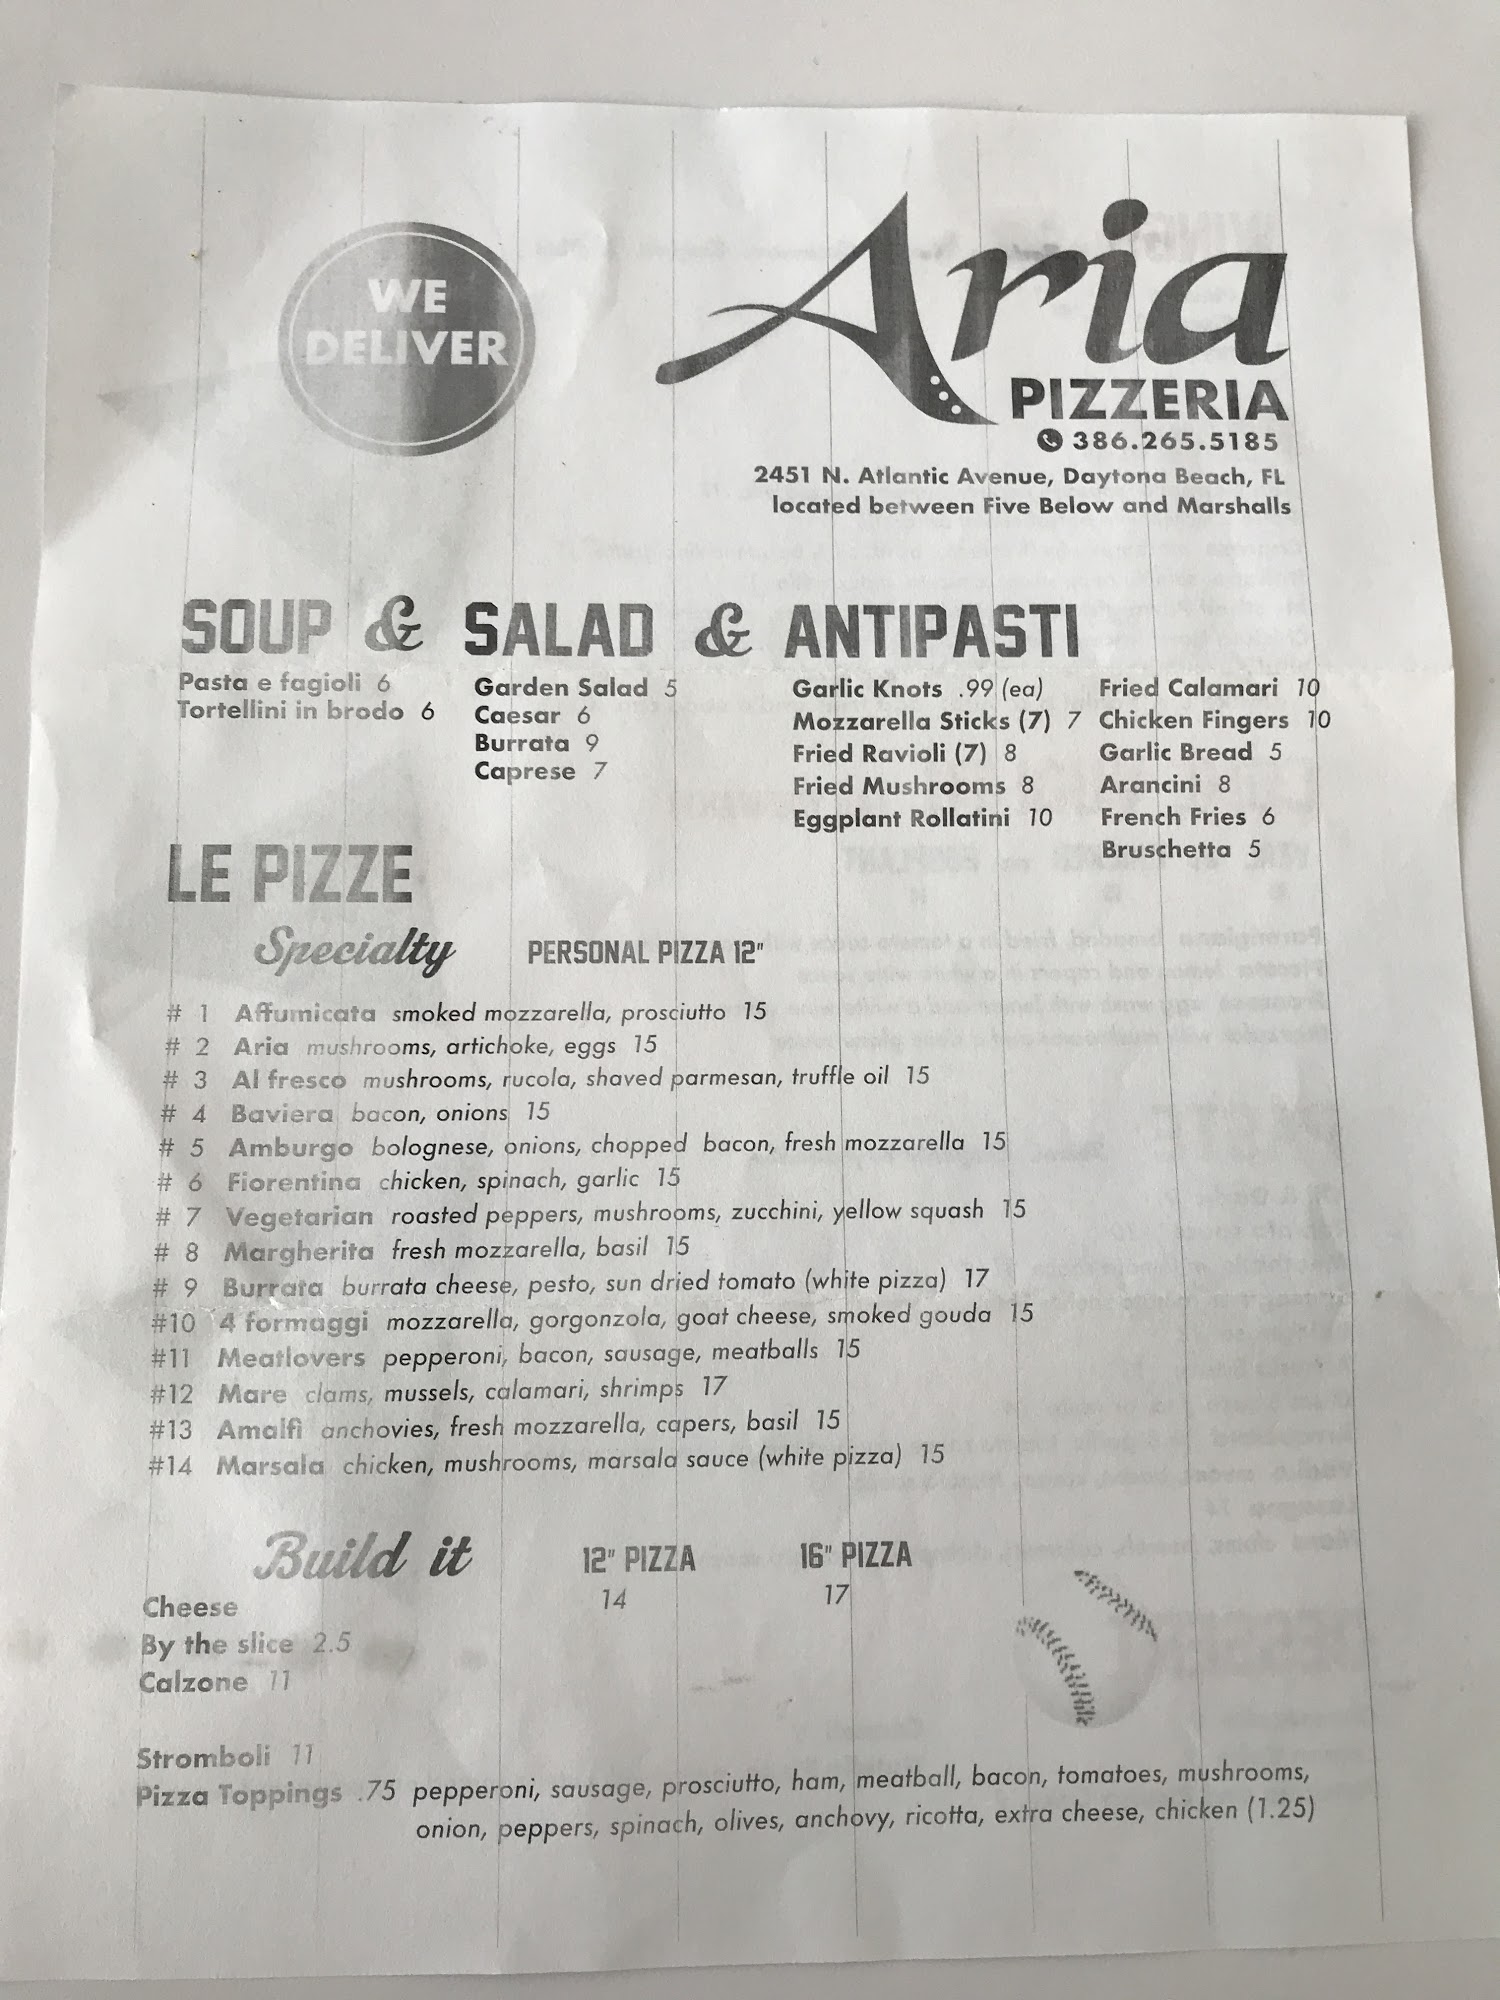 WE
DELIVER
Aria
PIZZERIA
386.265.5185
2451 N. Atlantic Avenue, Daytona Beach, FL
located between Five Below and Marshalls
SOUP & SALAD & ANTIPASTI
Pasta e fagioli 6
Tortellini in brodo 6
Garden Salad 5
Caesar 6
Burrata 9
Caprese 7
Garlic Knots .99 (ea)
Mozzarella Sticks (7) 7
Fried Ravioli (7) 8
Fried Mushrooms 8
Eggplant Rollatini 10
Fried Calamari 10
Chicken Fingers 10
Garlic Bread 5
Arancini 8
French Fries 6
Bruschetta 5
LE PIZZE
Specialty PERSONAL PIZZA 12"
# 1 Affumicata smoked mozzarella, prosciutto 15
# 2 Aria mushrooms, artichoke, eggs 15
# 3 Al fresco mushrooms, rucola, shaved parmesan, truffle oil 15
# 4 Baviera bacon, onions 15
# 5 Amburgo bolognese, onions, chopped bacon, fresh mozzarella 15
# 6 Fiorentina chicken, spinach, garlic 15
# 7 Vegetarian roasted peppers, mushrooms, zucchini, yellow squash 15
# 8 Margherita fresh mozzarella, basil 15
# 9 Burrata burrata cheese, pesto, sun dried tomato (white pizza) 17
#10 4 formaggi mozzarella, gorgonzola, goat cheese, smoked gouda 15
#11 Meatlovers pepperoni, bacon, sausage, meatballs 15
#12 Mare clams, mussels, calamari, shrimps 17
#13 Amalfi anchovies, fresh mozzarella, capers, basil 15
#14 Marsala chicken, mushrooms, marsala sauce (white pizza) 15
Build it 12" PIZZA 16" PIZZA
Cheese 14 17
By the slice 2.5
Calzone 11
Stromboli 11
Pizza Toppings .75 pepperoni, sausage, prosciutto, ham, meatball, bacon, tomatoes, mushrooms,
onion, peppers, spinach, olives, anchovy, ricotta, extra cheese, chicken (1.25)